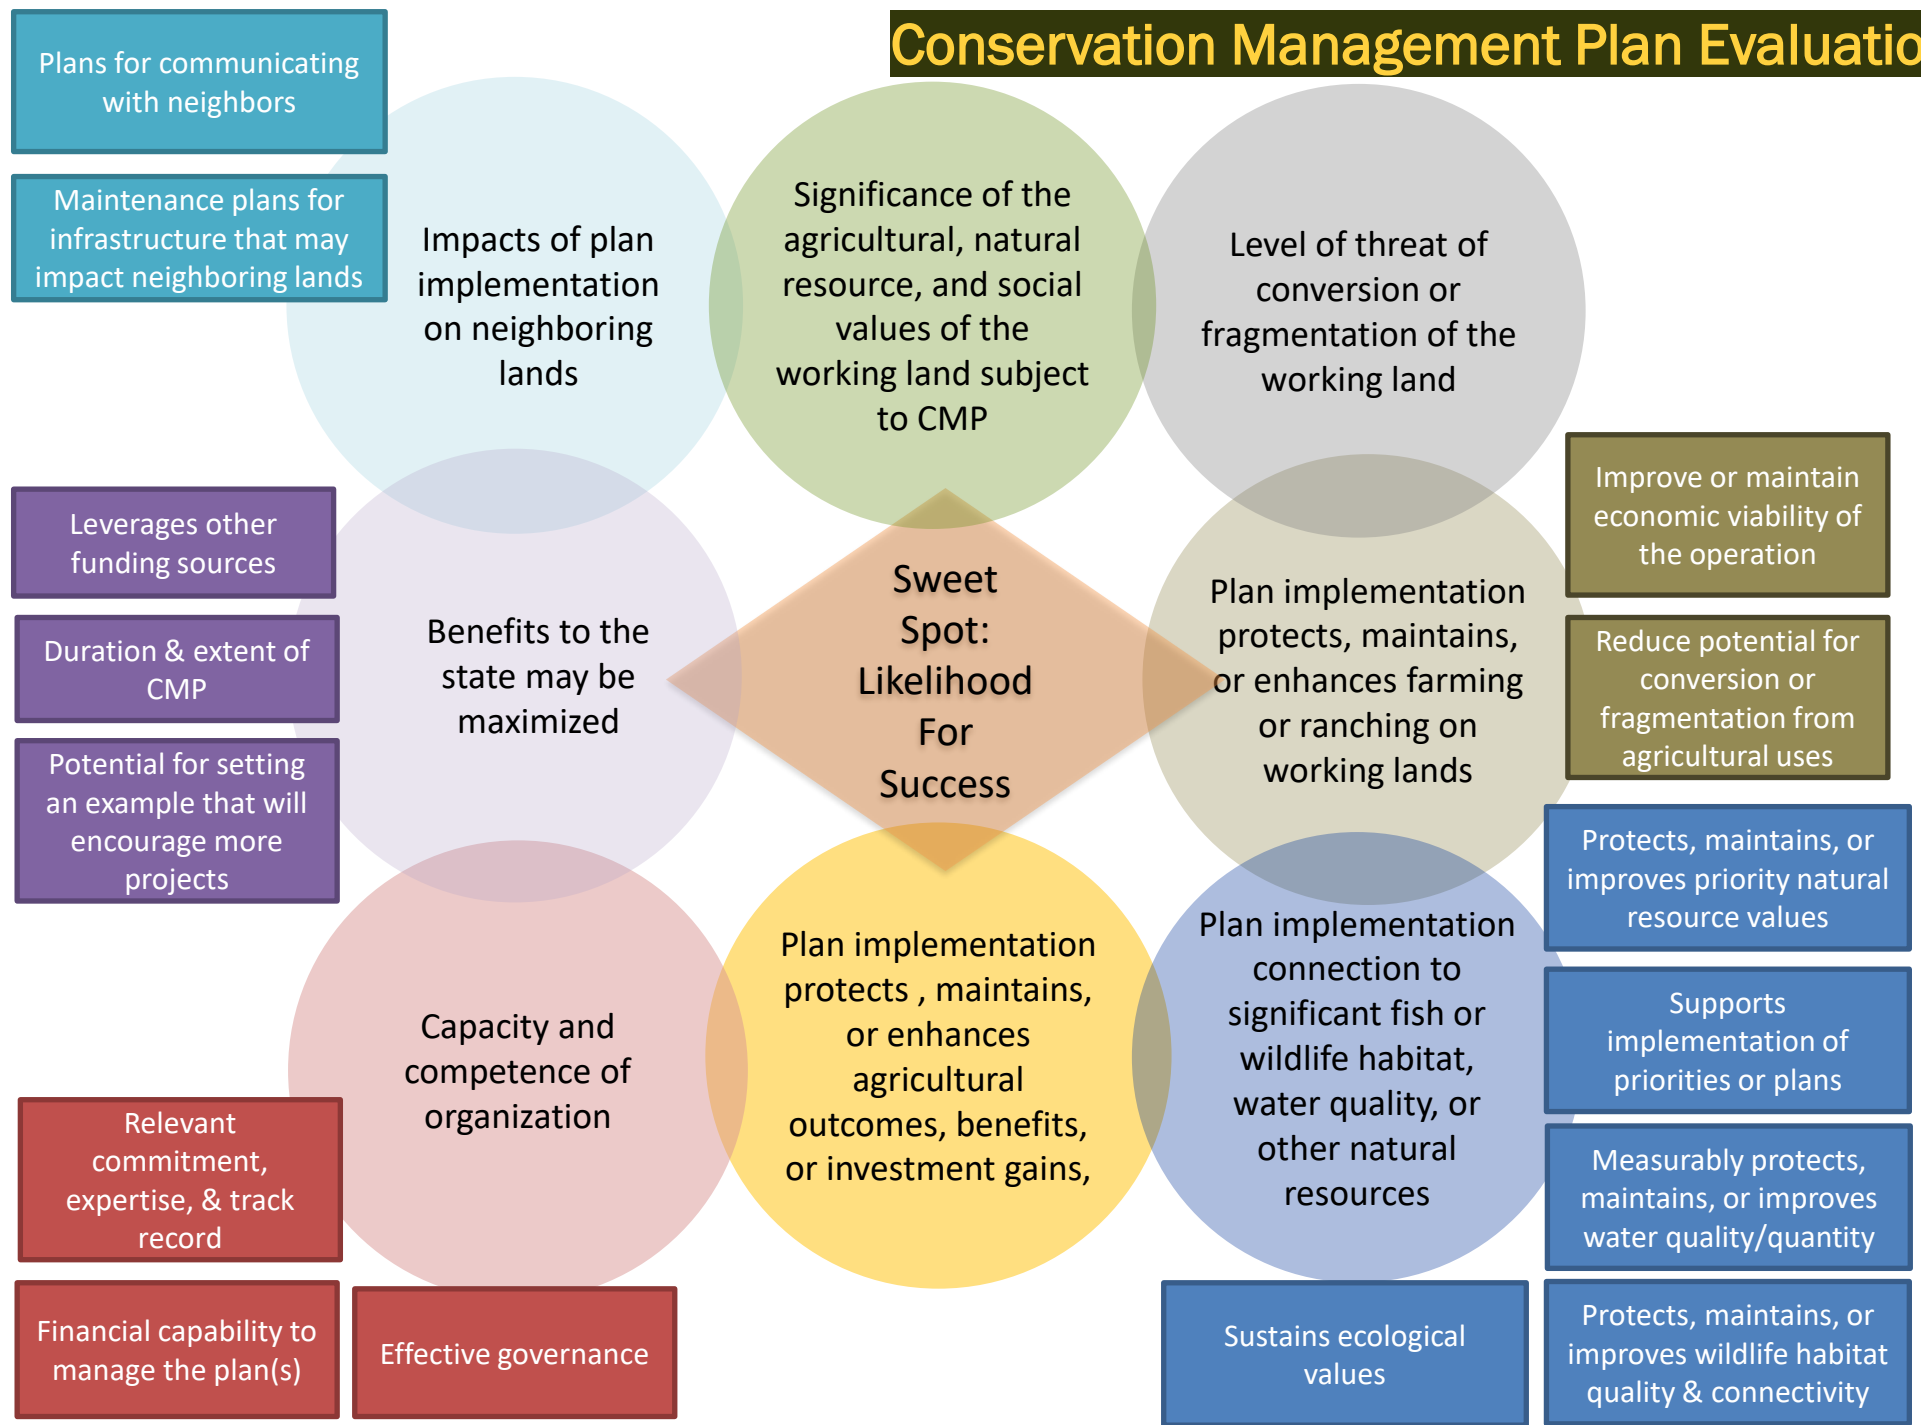 Conservation Management Plan Evaluatio
Plans for communicating
with neighbors
Maintenance plans for
infrastructure that may
impact neighboring lands
Impacts of plan
implementation
on neighboring
lands
Significance of the
agricultural, natural
resource, and social
values of the
working land subject
to CMP
Level of threat of
conversion or
fragmentation of the
working land
Leverages other
funding sources
Duration & extent of
CMP
Potential for setting
an example that will
encourage more
projects
Benefits to the
state may be
maximized
Sweet
Spot:
Likelihood
For
Success
Plan implementation
protects, maintains,
or enhances farming
or ranching on
working lands
Improve or maintain
economic viability of
the operation
Reduce potential for
conversion or
fragmentation from
agricultural uses
Capacity and
competence of
organization
Relevant
commitment,
expertise, & track
record
Financial capability to
manage the plan(s)
Effective governance
Plan implementation
protects , maintains,
or enhances
agricultural
outcomes, benefits,
or investment gains,
Plan implementation
connection to
significant fish or
wildlife habitat,
water quality, or
other natural
resources
Protects, maintains, or
improves priority natural
resource values
Supports
implementation of
priorities or plans
Measurably protects,
maintains, or improves
water quality/quantity
Sustains ecological
values
Protects, maintains, or
improves wildlife habitat
quality & connectivity